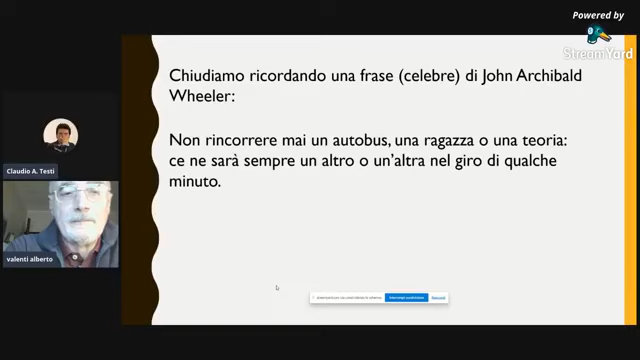 Powered by
StreamYard
Chiudiamo ricordando una frase (celebre) di John Archibald
Wheeler:
Non rincorrere mai un autobus, una ragazza o una teoria:
ce ne sarà sempre un altro o un'altra nel giro di qualche
minuto.
Claudio A. Testi
valenti alberto